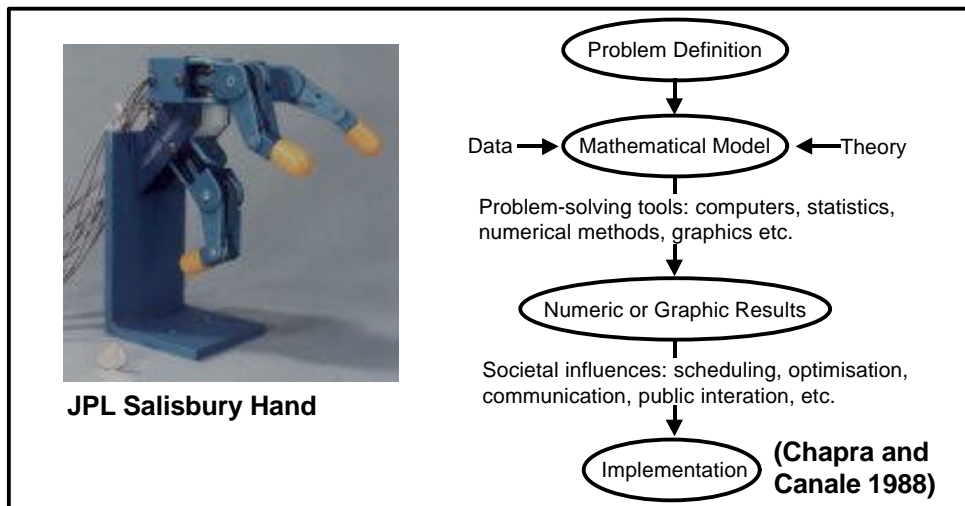 JPL Salisbury Hand
Problem Definition
Data
Mathematical Model
Theory
Problem-solving tools: computers, statistics,
numerical methods, graphics etc.
Numeric or Graphic Results
Societal influences: scheduling, optimisation,
communication, public interation, etc.
Implementation
(Chapra and
Canale 1988)